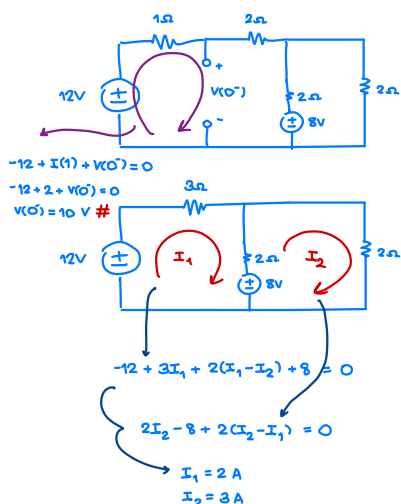 1Ω 2Ω
+
12V ± V(0⁻) 2Ω 2Ω
-
± 8V
-12 + I(1) + V(0⁻) = 0
-12 + 2 + V(0⁻) = 0
V(0⁻) = 10 V #
3Ω
12V ± I₁ 2Ω I₂ 2Ω
± 8V
-12 + 3I₁ + 2(I₁-I₂) + 8 = 0
2I₂ - 8 + 2(I₂-I₁) = 0
I₁ = 2 A
I₂ = 3 A